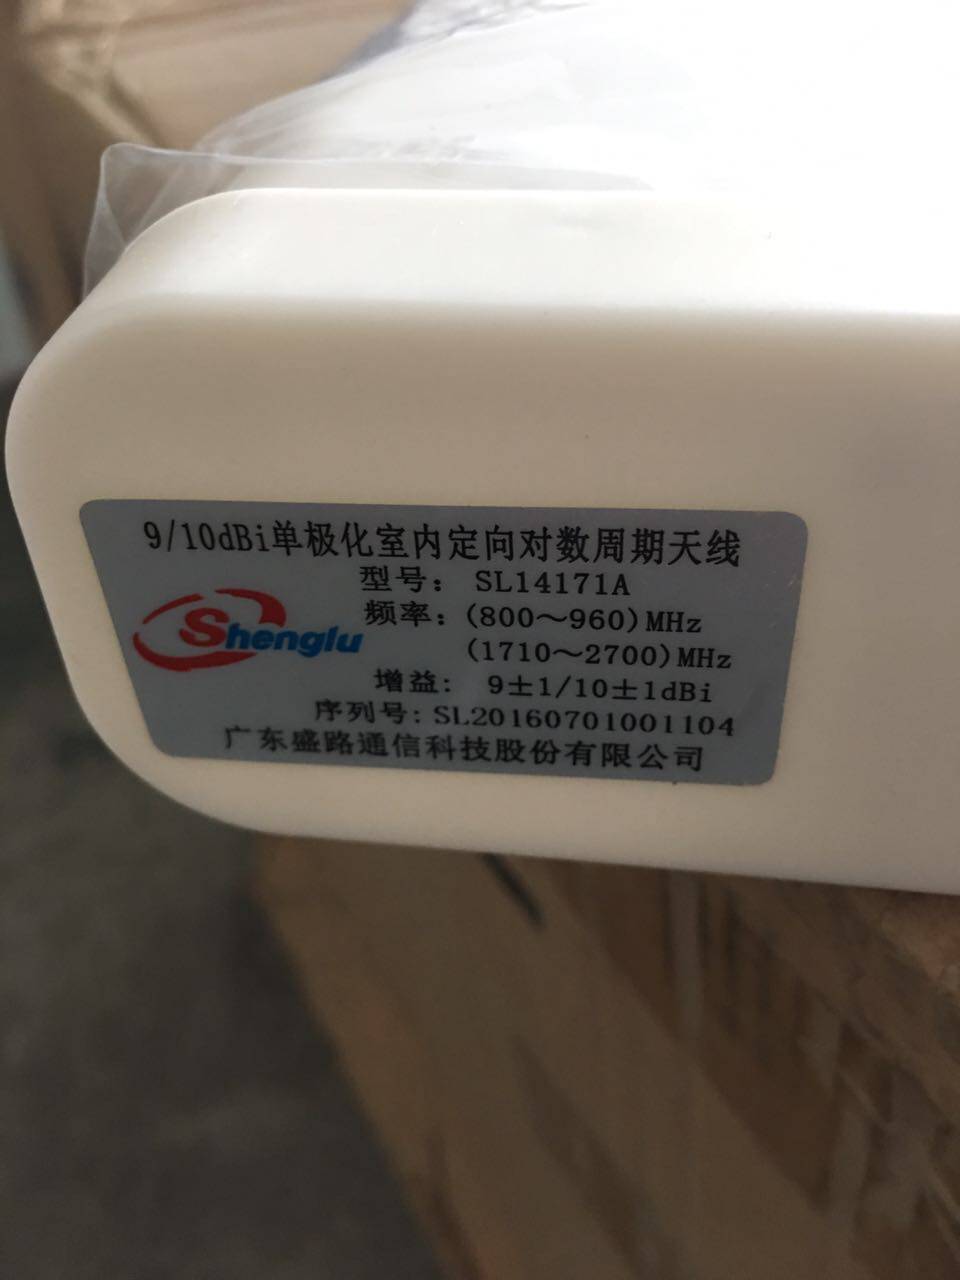 9/10dBi单极化室内定向对数周期天线
型号: SL14171A
Shenglu
频率:(800~960)MHz
(1710~2700)MHz
增益: 9±1/10±1dBi
序列号:SL20160701001104
广东盛路通信科技股份有限公司